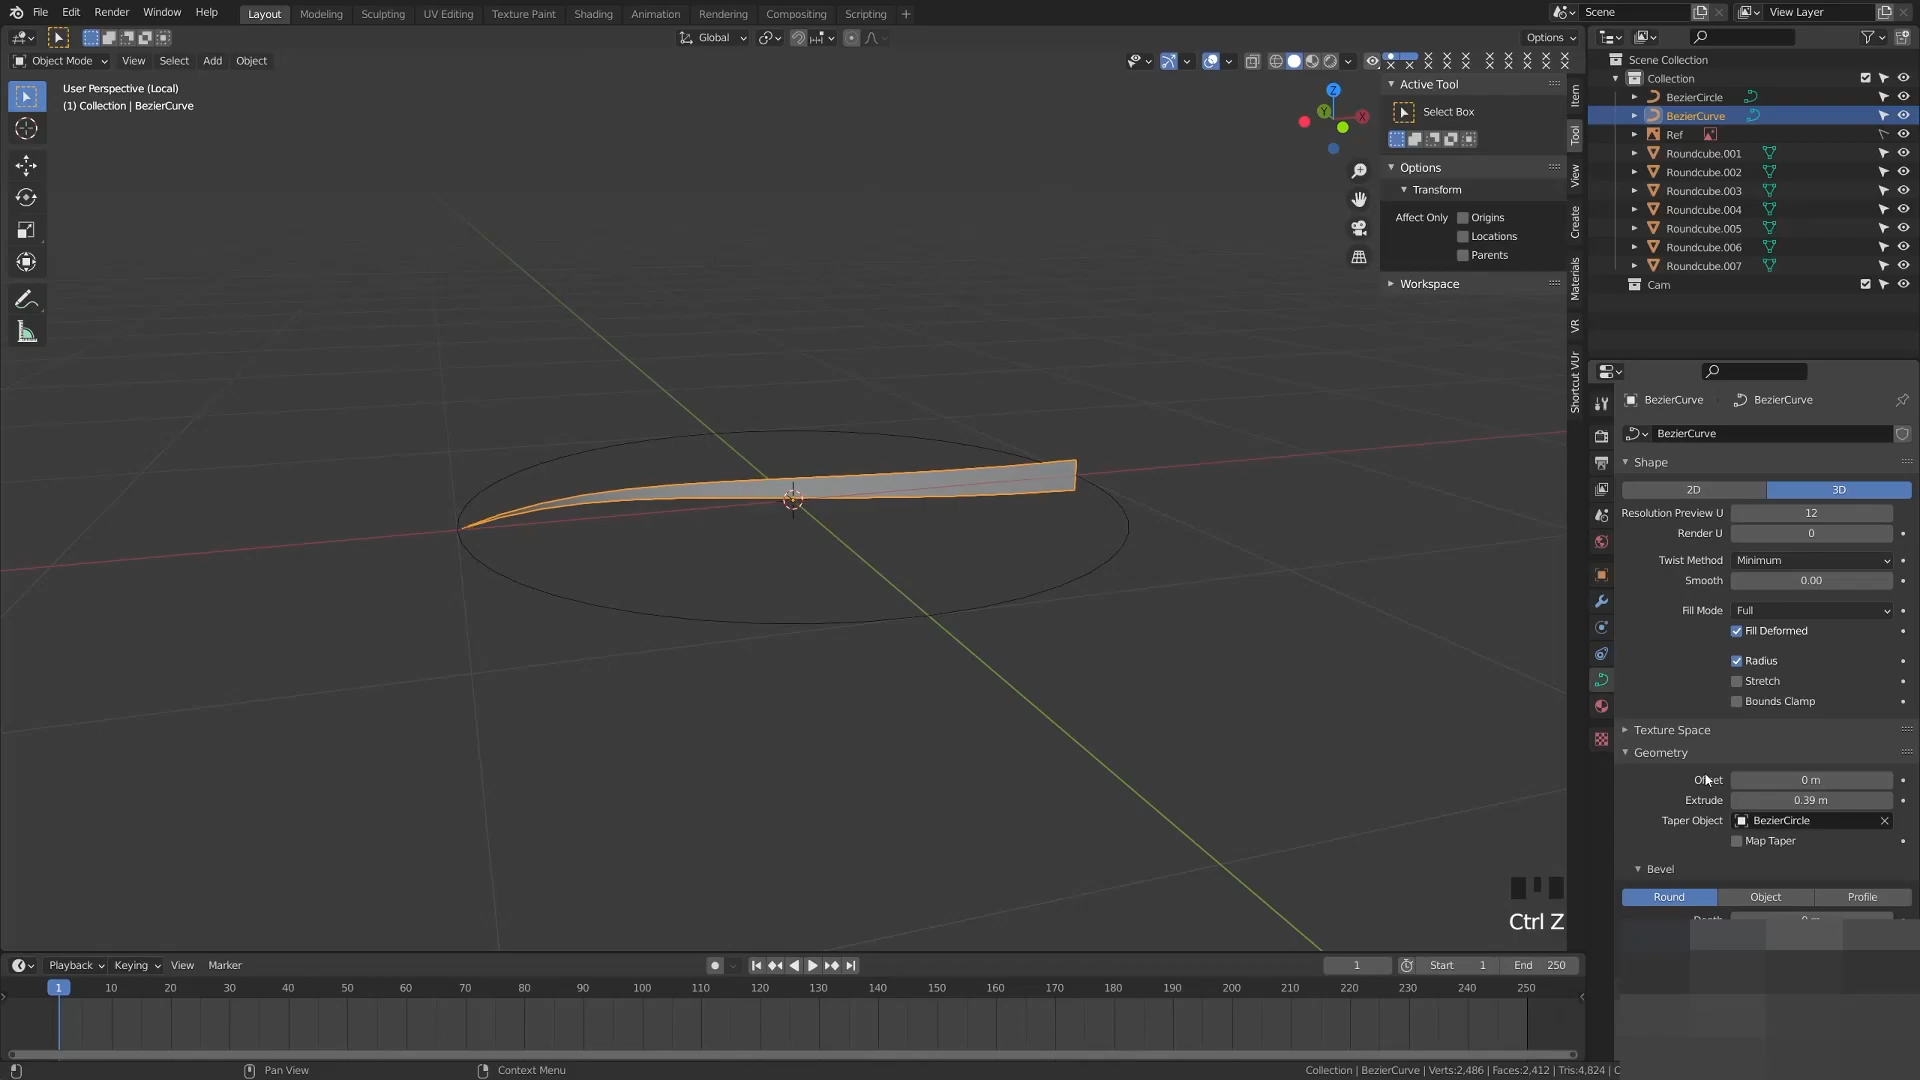 File Edit Render Window Help Layout Modeling Sculpting UV Editing Texture Paint Shading Animation Rendering Compositing Scripting + Scene View Layer
Global Options
Object Mode View Select Add Object
User Perspective (Local)
(1) Collection | BezierCurve
Z
Y
X
Active Tool
Select Box
Options
Transform
Affect Only Origins
Locations
Parents
Workspace
Item
Tool
View
Create
Materials
VR
Shortcut VUr
Scene Collection
Collection
BezierCircle
BezierCurve
Ref
Roundcube.001
Roundcube.002
Roundcube.003
Roundcube.004
Roundcube.005
Roundcube.006
Roundcube.007
Cam
BezierCurve BezierCurve
BezierCurve
Shape
2D 3D
Resolution Preview U 12
Render U 0
Twist Method Minimum
Smooth 0.00
Fill Mode Full
Fill Deformed
Radius
Stretch
Bounds Clamp
Texture Space
Geometry
Offset 0 m
Extrude 0.39 m
Taper Object BezierCircle
Map Taper
Bevel
Round Object Profile
Ctrl Z
Playback Keying View Marker 1 Start 1 End 250
1 10 20 30 40 50 60 70 80 90 100 110 120 130 140 150 160 170 180 190 200 210 220 230 240 250
Pan View Context Menu Collection | BezierCurve | Verts:2,486 | Faces:2,412 | Tris:4,824 |